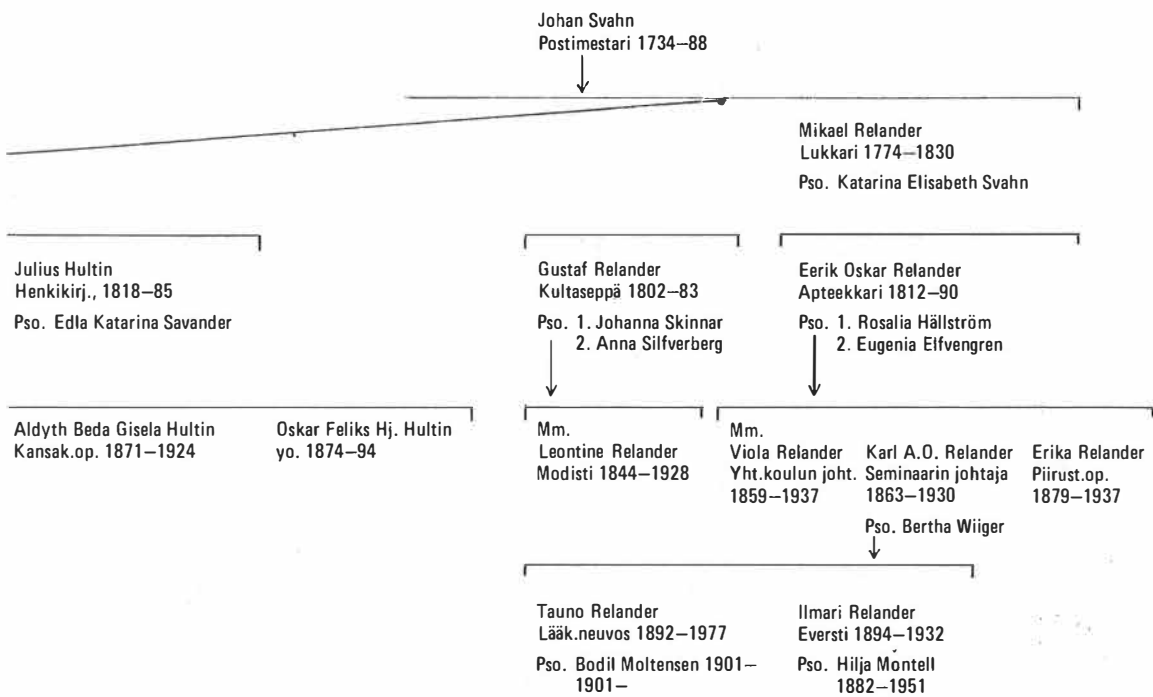 Johan Svahn
Postimestari 1734–88
Mikael Relander
Lukkari 1774–1830
Pso. Katarina Elisabeth Svahn
Julius Hultin
Henkikirj., 1818–85
Pso. Edla Katarina Savander
Gustaf Relander
Kultaseppä 1802–83
Pso. 1. Johanna Skinnar
2. Anna Silfverberg
Eerik Oskar Relander
Apteekkari 1812–90
Pso. 1. Rosalia Hällström
2. Eugenia Elfvengren
Aldyth Beda Gisela Hultin
Kansak.op. 1871–1924
Oskar Feliks Hj. Hultin
yo. 1874–94
Mm.
Leontine Relander
Modisti 1844–1928
Mm.
Viola Relander
Yht.koulun joht.
1859–1937
Karl A.O. Relander
Seminaarin johtaja
1863–1930
Pso. Bertha Wiiger
Erika Relander
Piirust.op.
1879–1937
Tauno Relander
Lääk.neuvos 1892–1977
Pso. Bodil Moltensen 1901–
1901–
Ilmari Relander
Eversti 1894–1932
Pso. Hilja Montell
1882–1951